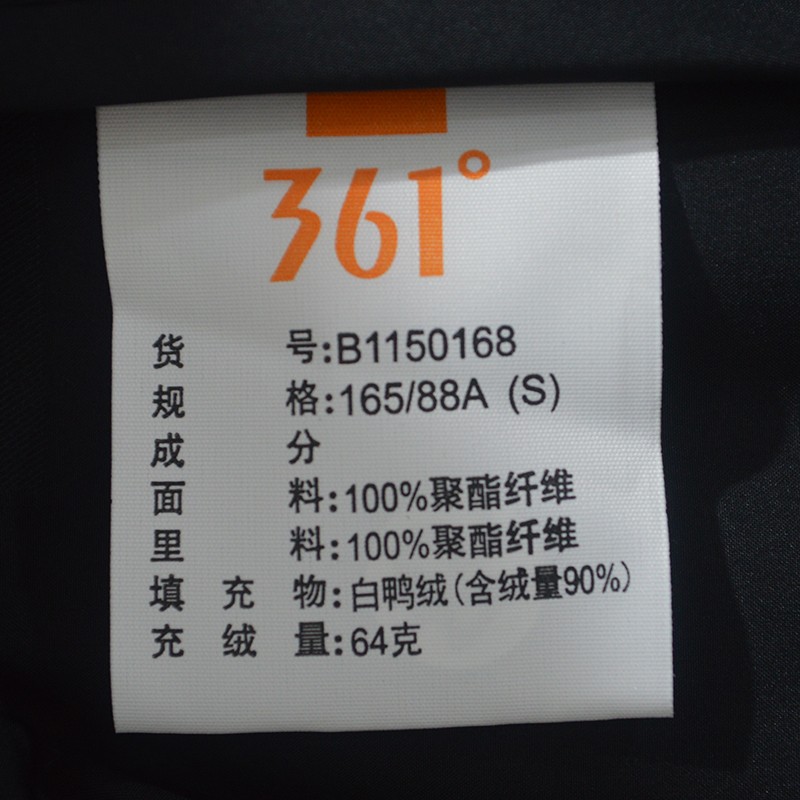 361°
货 号:B1150168
规 格:165/88A (S)
成 分
面 料:100%聚酯纤维
里 料:100%聚酯纤维
填 充 物:白鸭绒(含绒量90%)
充 绒 量:64克